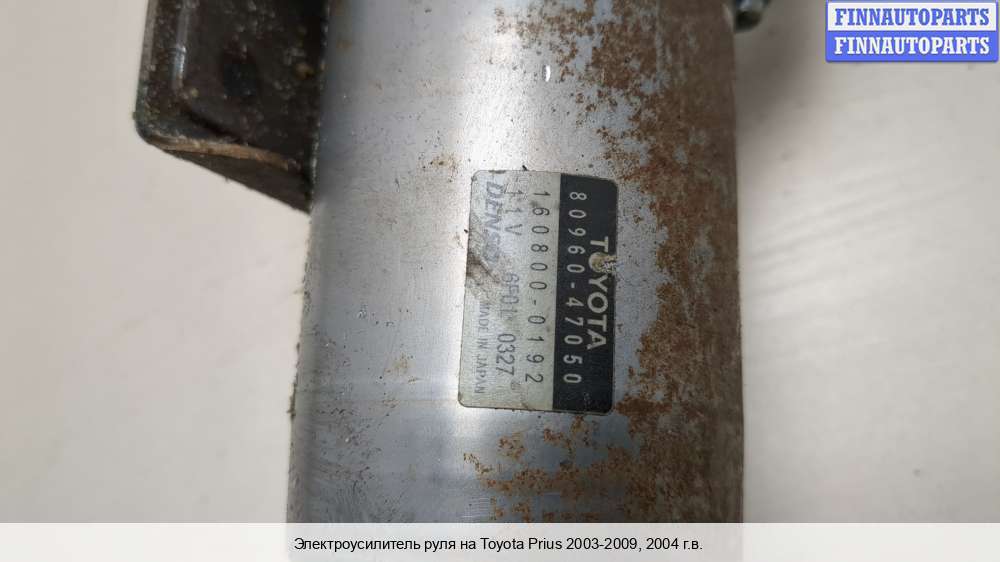 FINNAUTOPARTS
FINNAUTOPARTS
TOYOTA
80960-47050
160800-0192
11V 6F01 0327
DENSO MADE IN JAPAN
Электроусилитель руля на Toyota Prius 2003-2009, 2004 г.в.